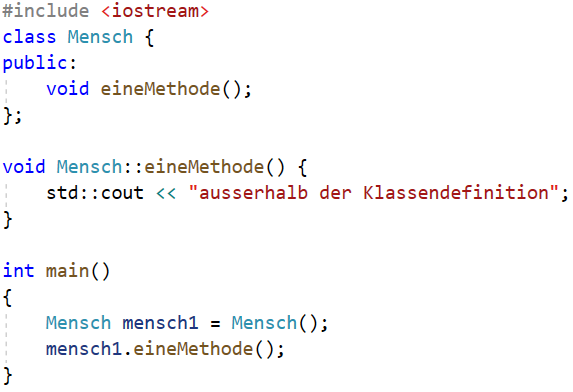 #include <iostream>
class Mensch {
public:
    void eineMethode();
};

void Mensch::eineMethode() {
    std::cout << "ausserhalb der Klassendefinition";
}

int main()
{
    Mensch mensch1 = Mensch();
    mensch1.eineMethode();
}